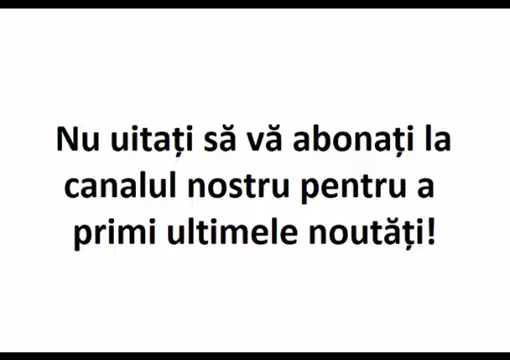 Nu uitați să vă abonați la
canalul nostru pentru a
primi ultimele noutăți!